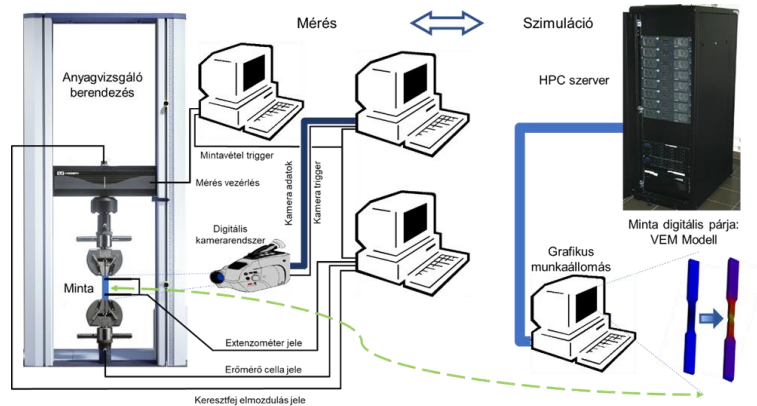 Mérés
Szimuláció
Anyagvizsgáló
berendezés
HPC szerver
Mintavétel trigger
Mérés vezérlés
Kamera adatok
Kamera trigger
Digitális
kamerarendszer
Minta digitális párja:
VEM Modell
Grafikus
munkaállomás
Minta
Extenzométer jele
Erőmérő cella jele
Keresztfej elmozdulás jele